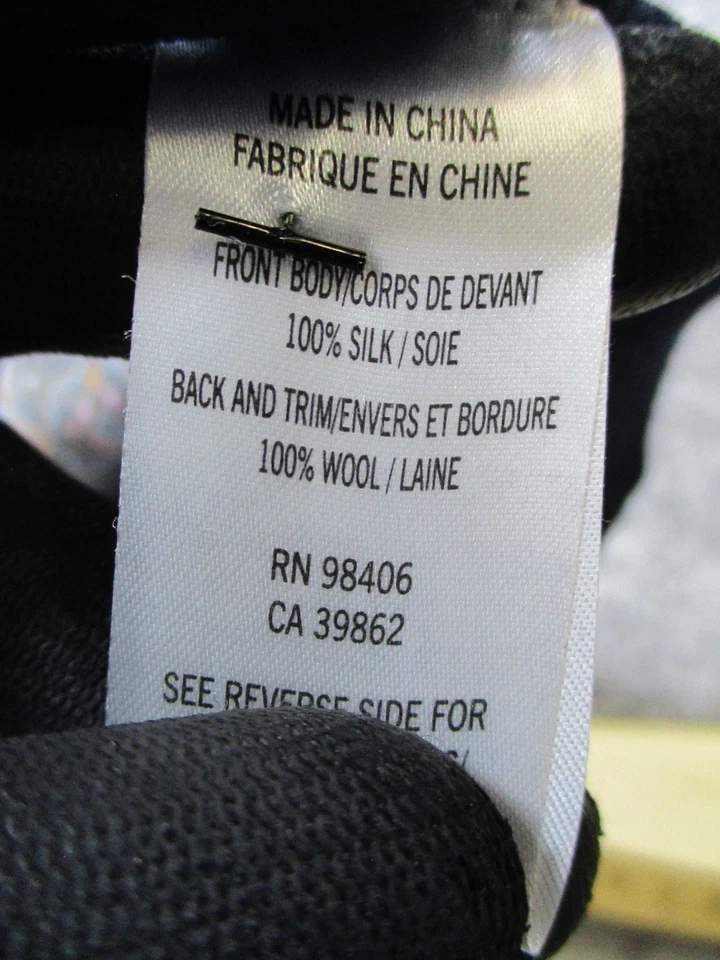 MADE IN CHINA
FABRIQUE EN CHINE
FRONT BODY/CORPS DE DEVANT
100% SILK / SOIE
BACK AND TRIM/ENVERS ET BORDURE
100% WOOL / LAINE
RN 98406
CA 39862
SEE REVERSE SIDE FOR